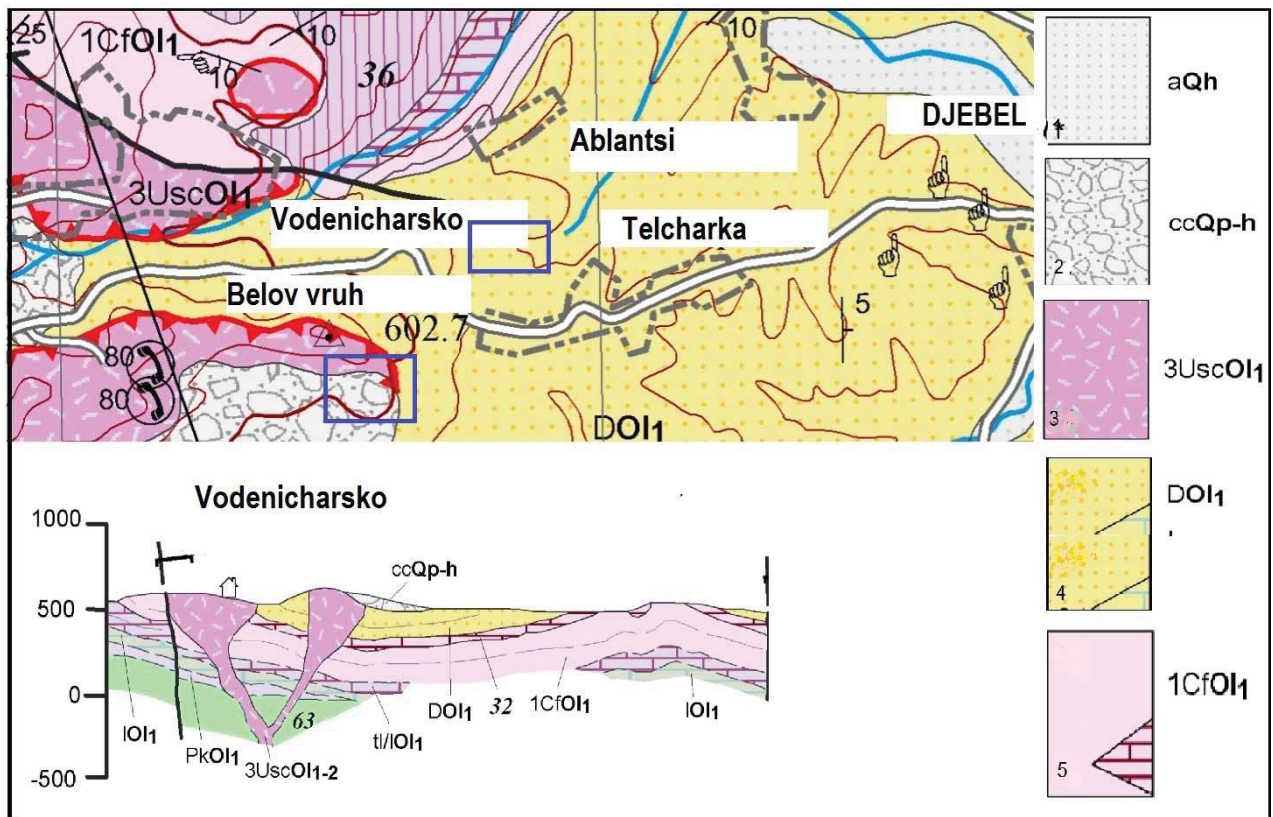 25
1CfOl1
10
10
36
10
DJEBEL
Ablantsi
3UscOl1
Vodenicharsko
Telcharka
Belov vruh
602.7
5
80
80
DOl1
aQh
1
ccQp-h
2
3UscOl1
3
DOl1
4
1CfOl1
5
Vodenicharsko
1000
500
0
-500
ccQp-h
lOl1
PkOl1
63
3UscOl1-2
tl/lOl1
DOl1
32
1CfOl1
lOl1